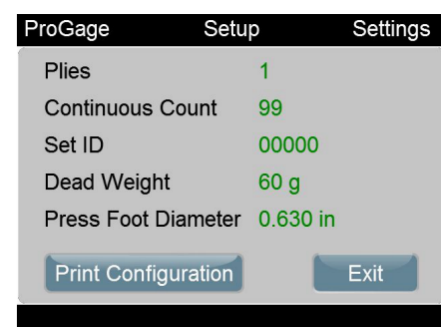 ProGage Setup Settings
Plies 1
Continuous Count 99
Set ID 00000
Dead Weight 60 g
Press Foot Diameter 0.630 in
Print Configuration Exit